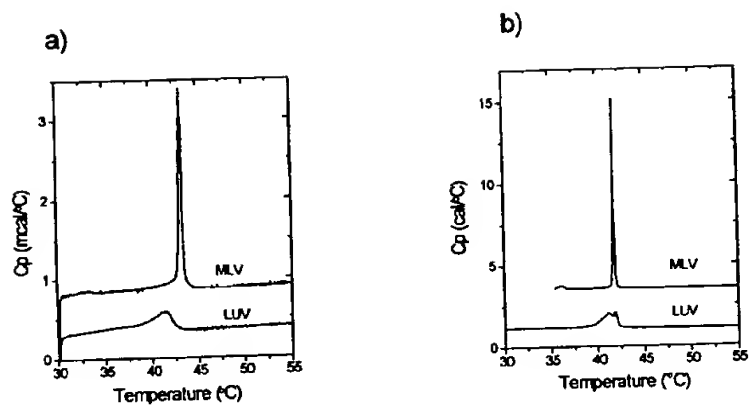 a)
3
2
1
0
Cp (mcal/°C)
MLV
LUV
30 35 40 45 50 55
Temperature (°C)
b)
15
10
5
0
Cp (cal/°C)
MLV
LUV
30 35 40 45 50 55
Temperature (°C)